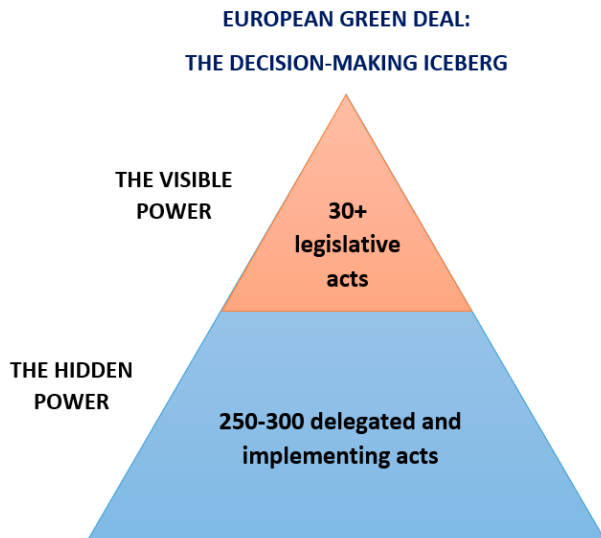 EUROPEAN GREEN DEAL:
THE DECISION-MAKING ICEBERG
THE VISIBLE
POWER
30+
legislative
acts
THE HIDDEN
POWER
250-300 delegated and
implementing acts